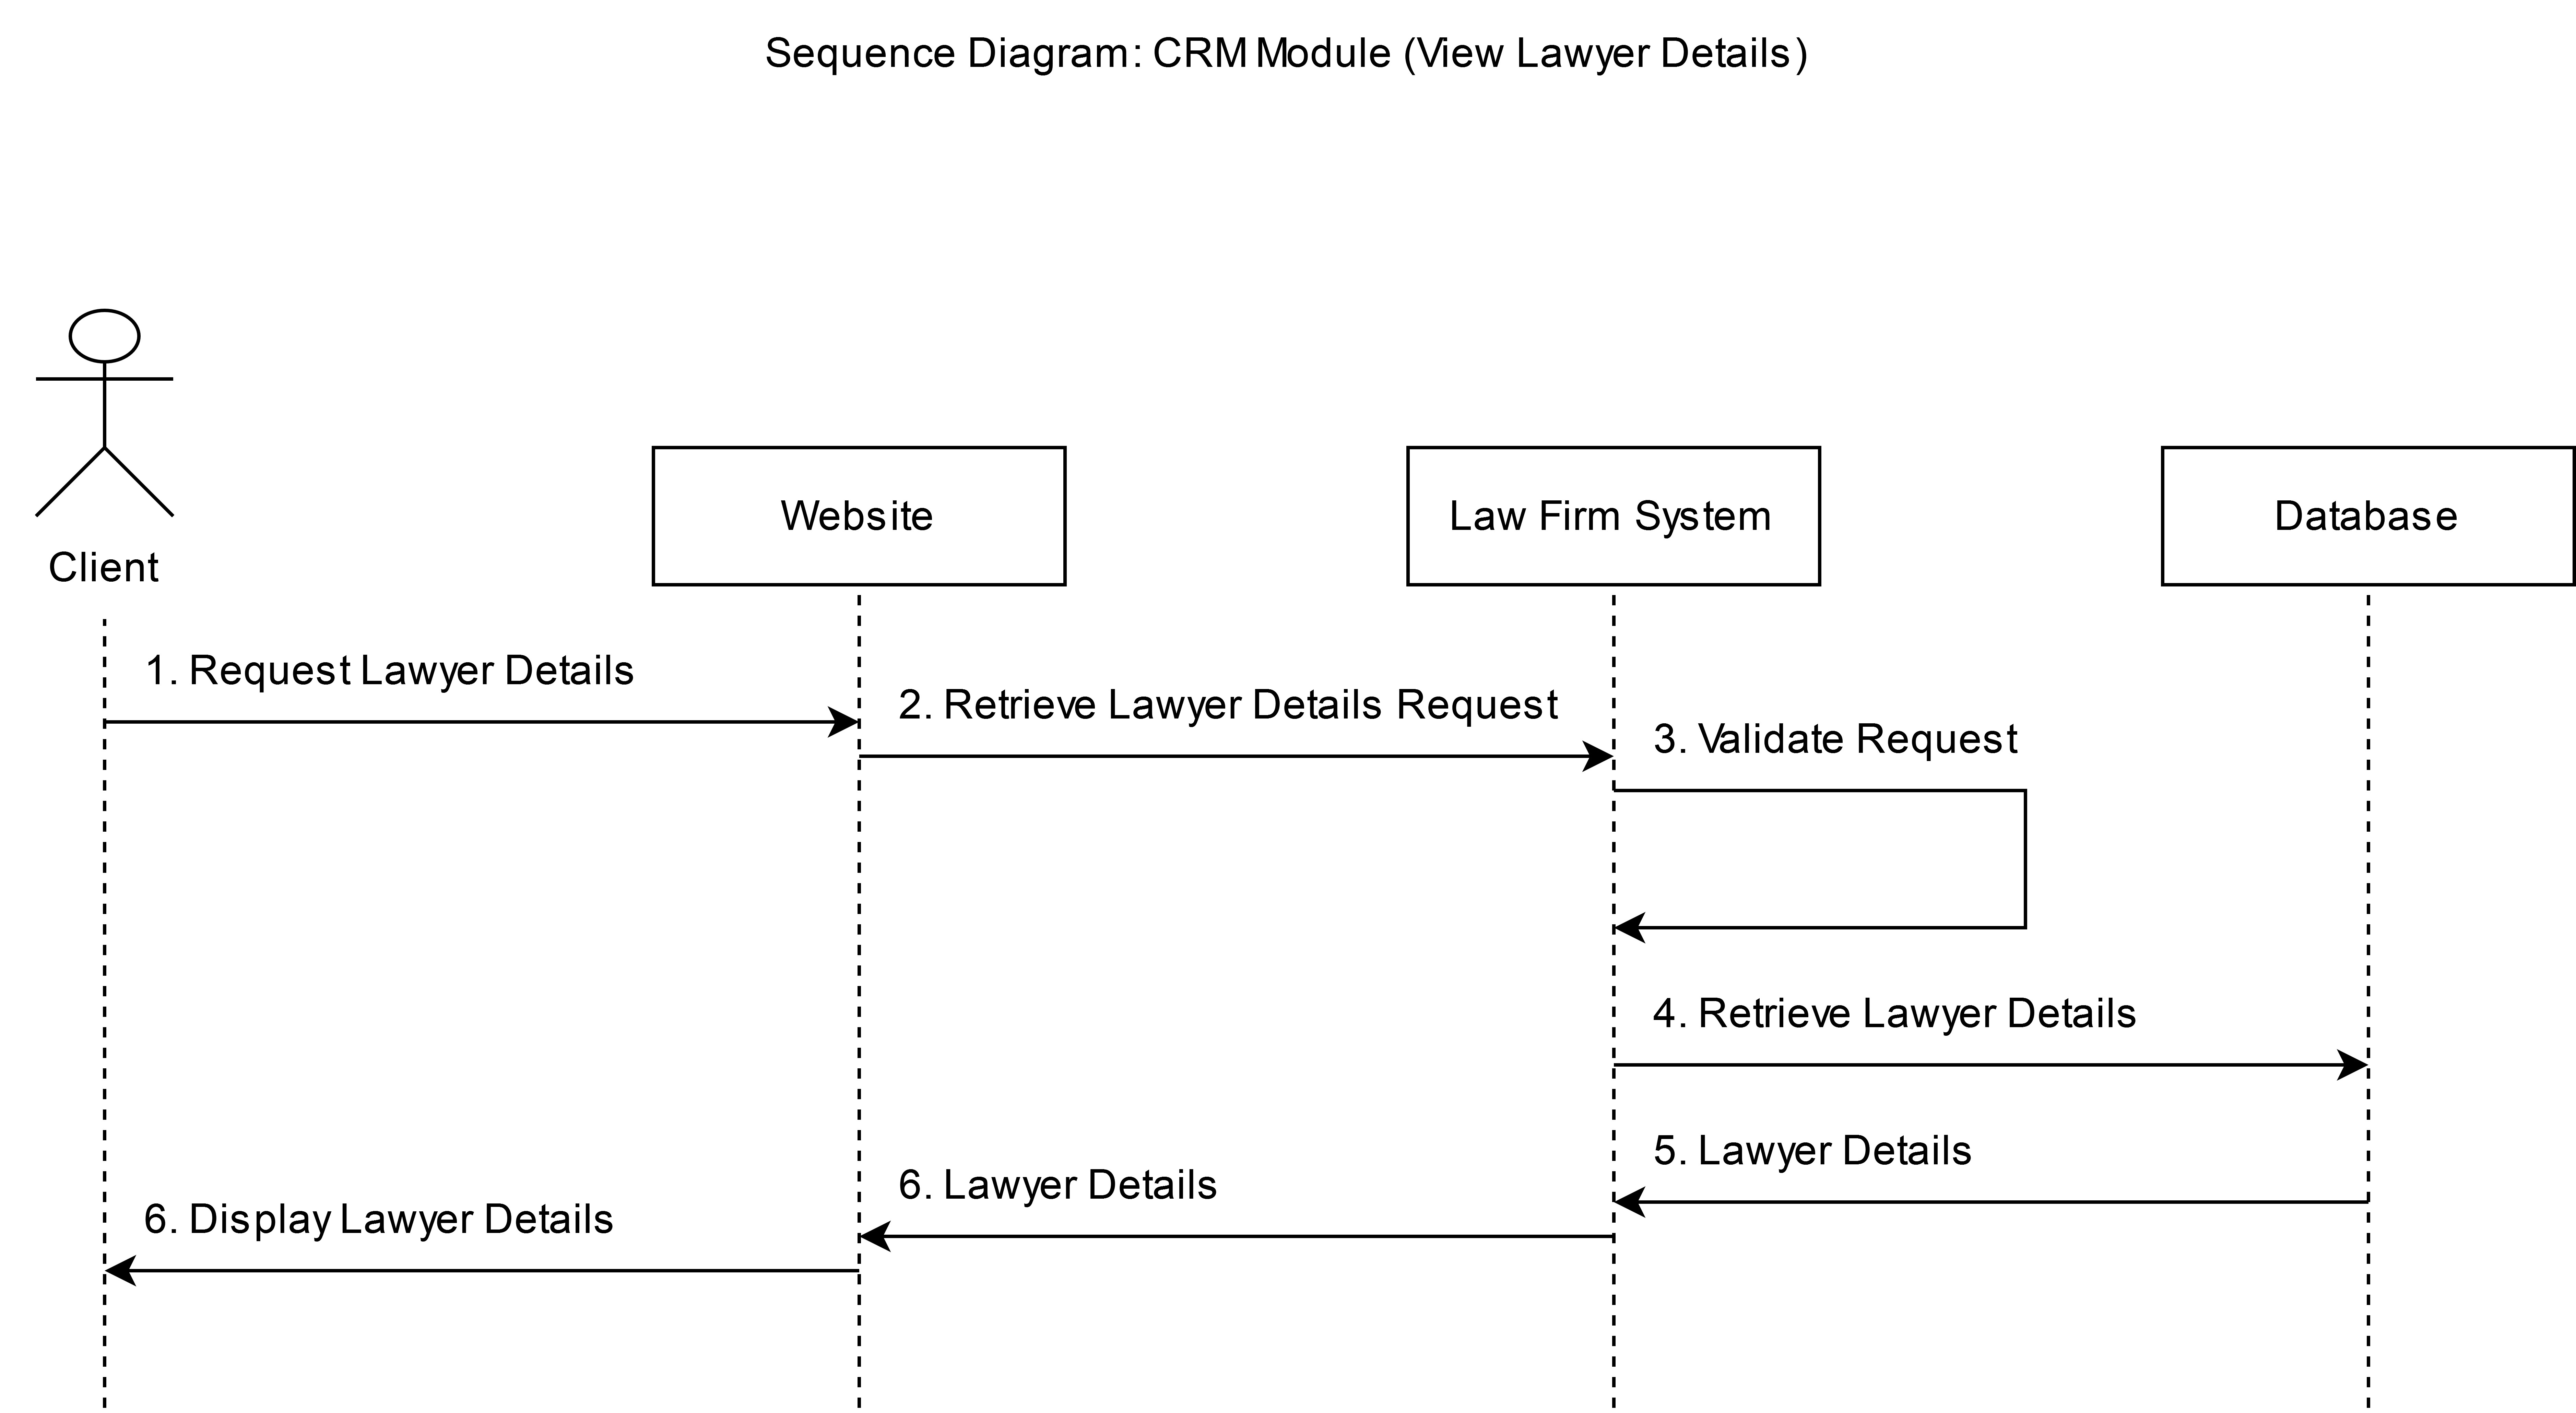 Sequence Diagram: CRM Module (View Lawyer Details)
Client
Website
Law Firm System
Database
1. Request Lawyer Details
2. Retrieve Lawyer Details Request
3. Validate Request
4. Retrieve Lawyer Details
5. Lawyer Details
6. Lawyer Details
6. Display Lawyer Details